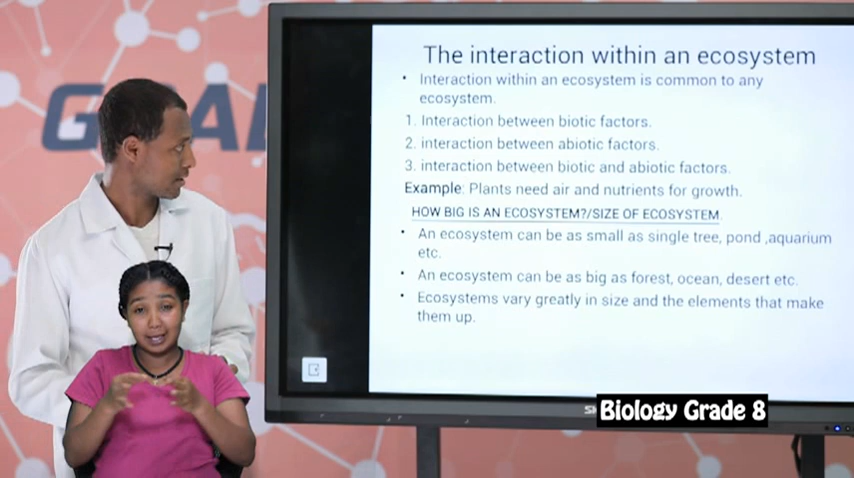 The interaction within an ecosystem
• Interaction within an ecosystem is common to any
ecosystem.
1. Interaction between biotic factors.
2. interaction between abiotic factors.
3. interaction between biotic and abiotic factors.
Example: Plants need air and nutrients for growth.
HOW BIG IS AN ECOSYSTEM?/SIZE OF ECOSYSTEM.
• An ecosystem can be as small as single tree, pond ,aquarium
etc.
• An ecosystem can be as big as forest, ocean, desert etc.
• Ecosystems vary greatly in size and the elements that make
them up.
Biology Grade 8